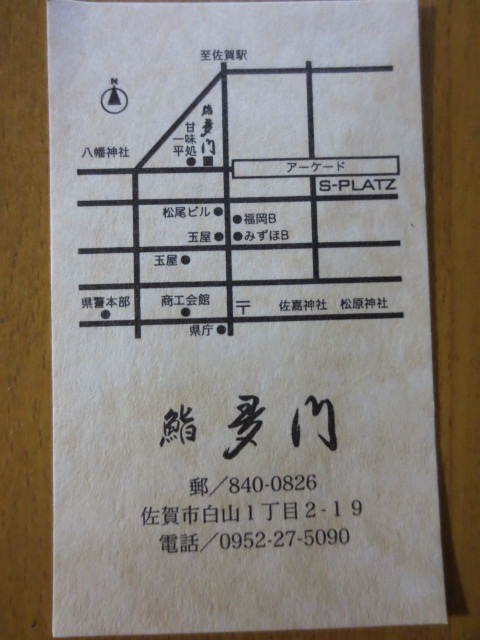 至佐賀駅
N
鮨 多門
甘味処
一平
八幡神社
アーケード
S-PLATZ
松尾ビル
福岡B
玉屋
みずほB
玉屋
県警本部
商工会館
〒
佐嘉神社 松原神社
県庁
鮨 多門
郵/840-0826
佐賀市白山1丁目2-19
電話/0952-27-5090